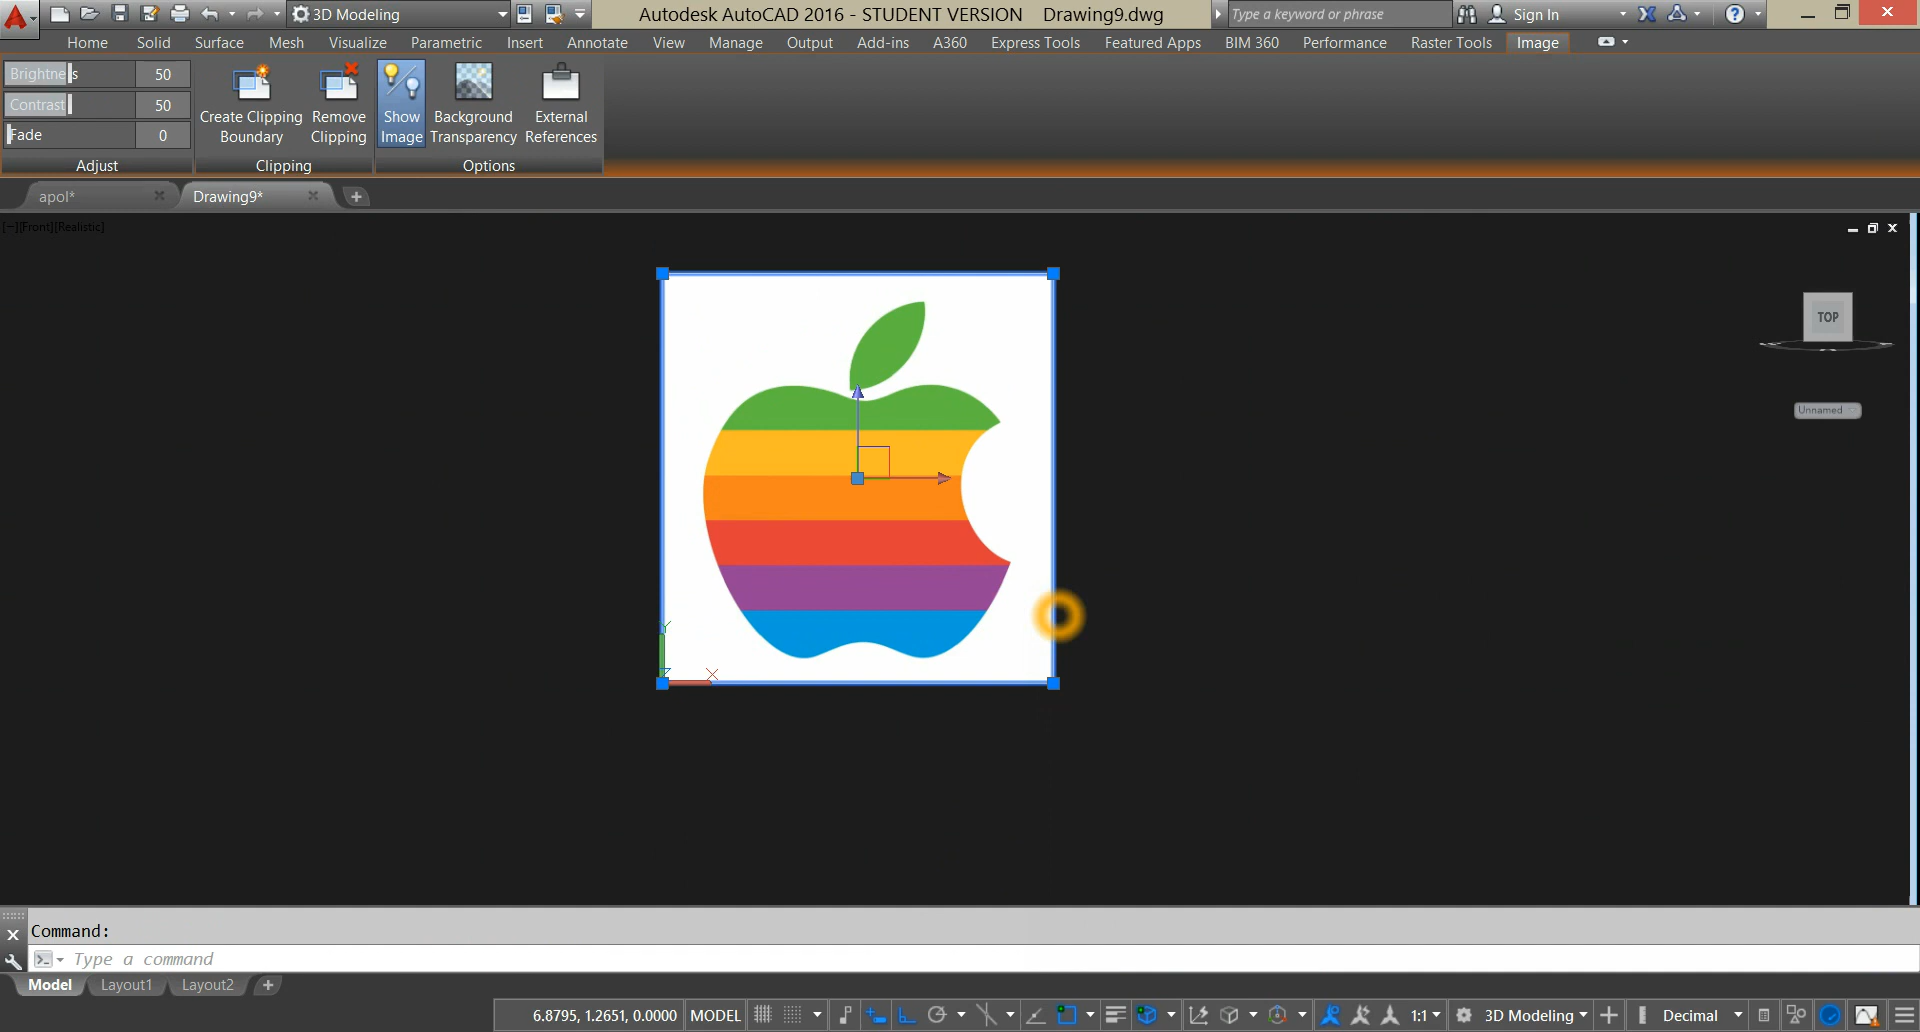 3D Modeling
Autodesk AutoCAD 2016 - STUDENT VERSION Drawing9.dwg
Type a keyword or phrase
Sign In
Home Solid Surface Mesh Visualize Parametric Insert Annotate View Manage Output Add-ins A360 Express Tools Featured Apps BIM 360 Performance Raster Tools Image
Brightness 50
Contrast 50
Fade 0
Create Clipping
Boundary
Remove
Clipping
Show
Image
Background
Transparency
External
References
Adjust Clipping Options
apol* Drawing9*
[−][Front][Realistic]
TOP
Unnamed
Y
Z
X
Command:
Type a command
Model Layout1 Layout2
6.8795, 1.2651, 0.0000 MODEL 1:1 3D Modeling Decimal